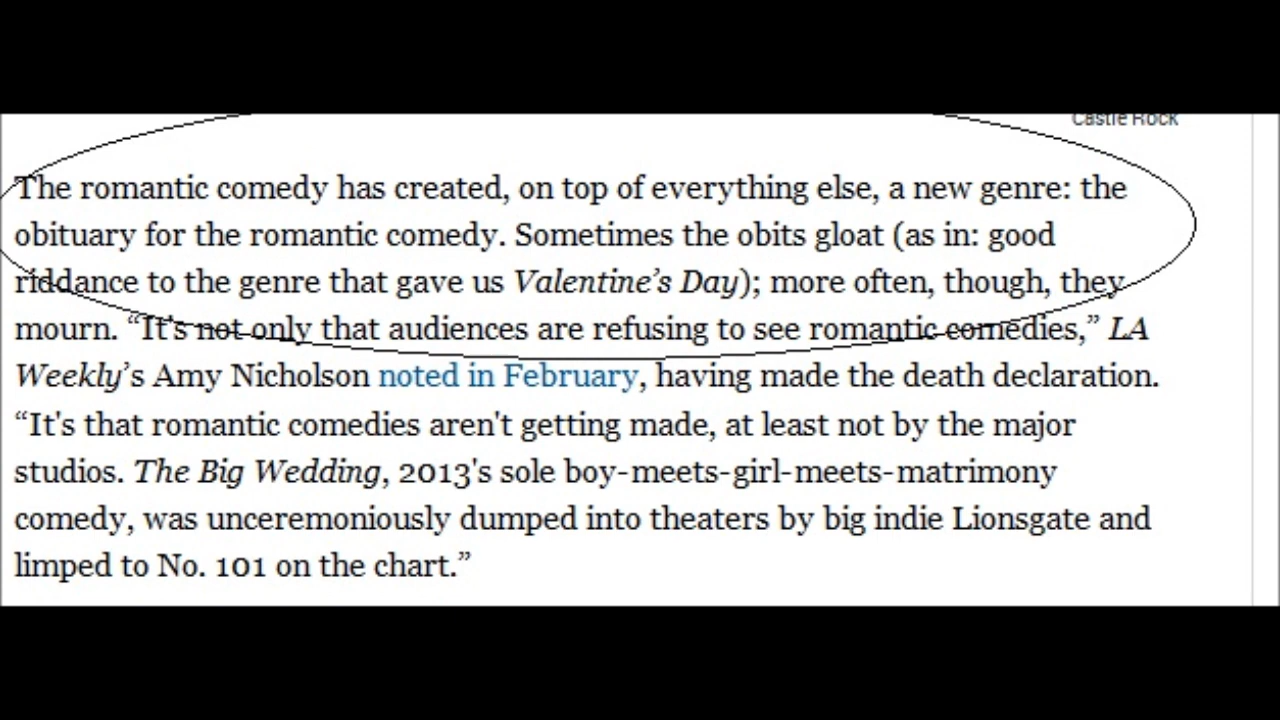 Castle Rock
The romantic comedy has created, on top of everything else, a new genre: the
obituary for the romantic comedy. Sometimes the obits gloat (as in: good
riddance to the genre that gave us Valentine’s Day); more often, though, they
mourn. “It's not only that audiences are refusing to see romantic comedies,” LA
Weekly’s Amy Nicholson noted in February, having made the death declaration.
“It's that romantic comedies aren't getting made, at least not by the major
studios. The Big Wedding, 2013's sole boy-meets-girl-meets-matrimony
comedy, was unceremoniously dumped into theaters by big indie Lionsgate and
limped to No. 101 on the chart.”